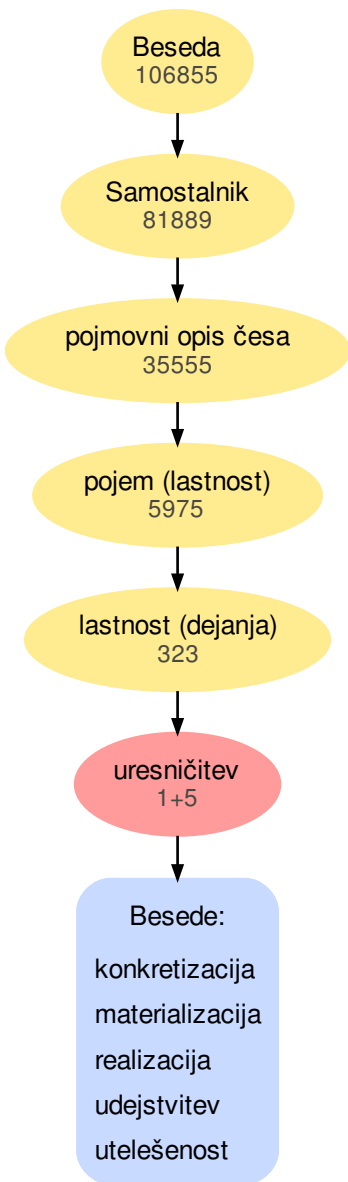 Beseda
106855
Samostalnik
81889
pojmovni opis česa
35555
pojem (lastnost)
5975
lastnost (dejanja)
323
uresničitev
1+5
Besede:
konkretizacija
materializacija
realizacija
udejstvitev
utelešenost